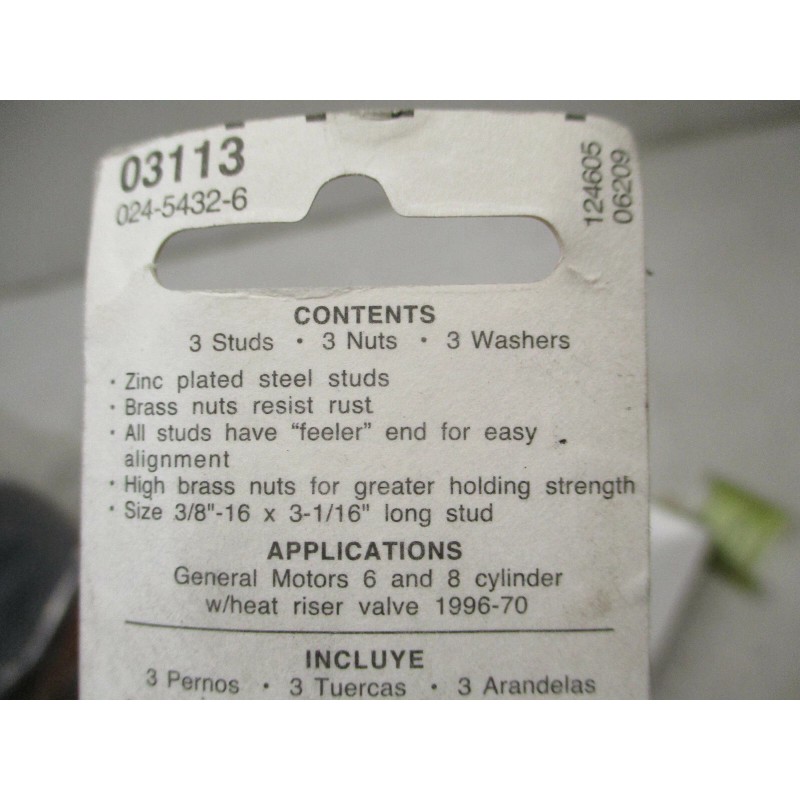 03113
024-5432-6
124605
06209
CONTENTS
3 Studs • 3 Nuts • 3 Washers
• Zinc plated steel studs
• Brass nuts resist rust
• All studs have "feeler" end for easy
alignment
• High brass nuts for greater holding strength
• Size 3/8"-16 x 3-1/16" long stud
APPLICATIONS
General Motors 6 and 8 cylinder
w/heat riser valve 1996-70
INCLUYE
3 Pernos • 3 Tuercas • 3 Arandelas